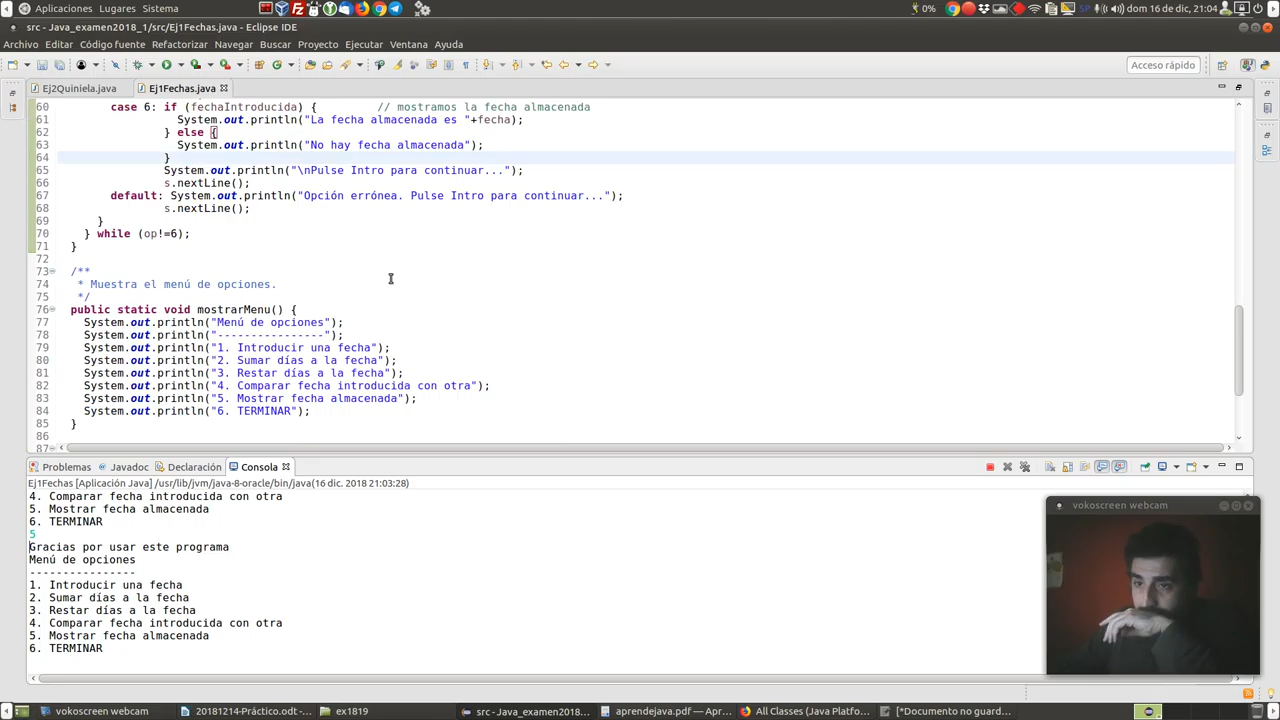 Aplicaciones Lugares Sistema
0% SP dom 16 de dic, 21:04
src - Java_examen2018_1/src/Ej1Fechas.java - Eclipse IDE
Archivo Editar Código fuente Refactorizar Navegar Buscar Proyecto Ejecutar Ventana Ayuda
Acceso rápido
Ej2Quiniela.java Ej1Fechas.java
60 case 6: if (fechaIntroducida) { // mostramos la fecha almacenada
61 System.out.println("La fecha almacenada es "+fecha);
62 } else {
63 System.out.println("No hay fecha almacenada");
64 }
65 System.out.println("\nPulse Intro para continuar...");
66 s.nextLine();
67 default: System.out.println("Opción errónea. Pulse Intro para continuar...");
68 s.nextLine();
69 }
70 } while (op!=6);
71 }
72
73 /**
74 * Muestra el menú de opciones.
75 */
76 public static void mostrarMenu() {
77 System.out.println("Menú de opciones");
78 System.out.println("----------------");
79 System.out.println("1. Introducir una fecha");
80 System.out.println("2. Sumar días a la fecha");
81 System.out.println("3. Restar días a la fecha");
82 System.out.println("4. Comparar fecha introducida con otra");
83 System.out.println("5. Mostrar fecha almacenada");
84 System.out.println("6. TERMINAR");
85 }
86
87
Problemas Javadoc Declaración Consola
Ej1Fechas [Aplicación Java] /usr/lib/jvm/java-8-oracle/bin/java(16 dic. 2018 21:03:28)
4. Comparar fecha introducida con otra
5. Mostrar fecha almacenada
6. TERMINAR
5
Gracias por usar este programa
Menú de opciones
----------------
1. Introducir una fecha
2. Sumar días a la fecha
3. Restar días a la fecha
4. Comparar fecha introducida con otra
5. Mostrar fecha almacenada
6. TERMINAR
vokoscreen webcam
vokoscreen webcam 20181214-Práctico.odt -... ex1819 src - Java_examen2018... aprendejava.pdf — Apr... All Classes (Java Platfo... [*Documento no guard...